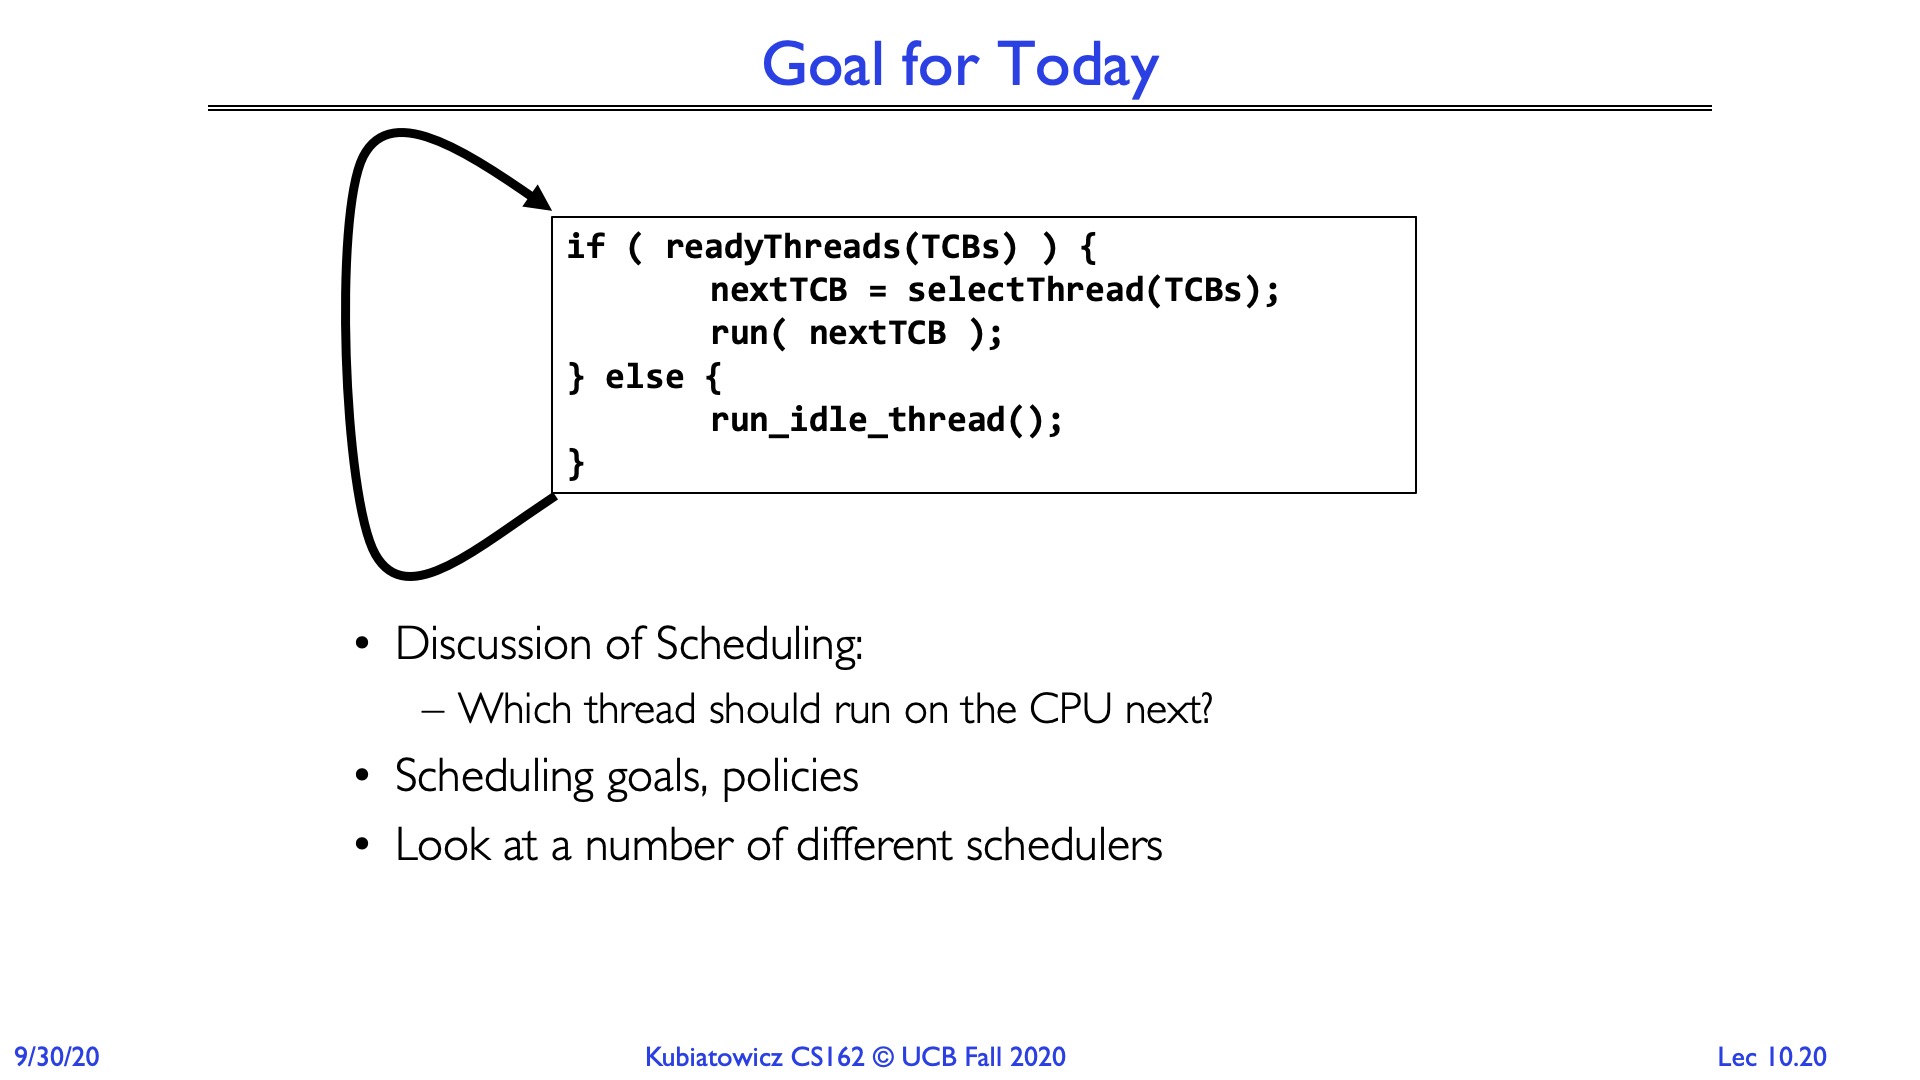 Goal for Today
if ( readyThreads(TCBs) ) {
nextTCB = selectThread(TCBs);
run( nextTCB );
} else {
run_idle_thread();
}
• Discussion of Scheduling:
– Which thread should run on the CPU next?
• Scheduling goals, policies
• Look at a number of different schedulers
9/30/20
Kubiatowicz CS162 © UCB Fall 2020
Lec 10.20